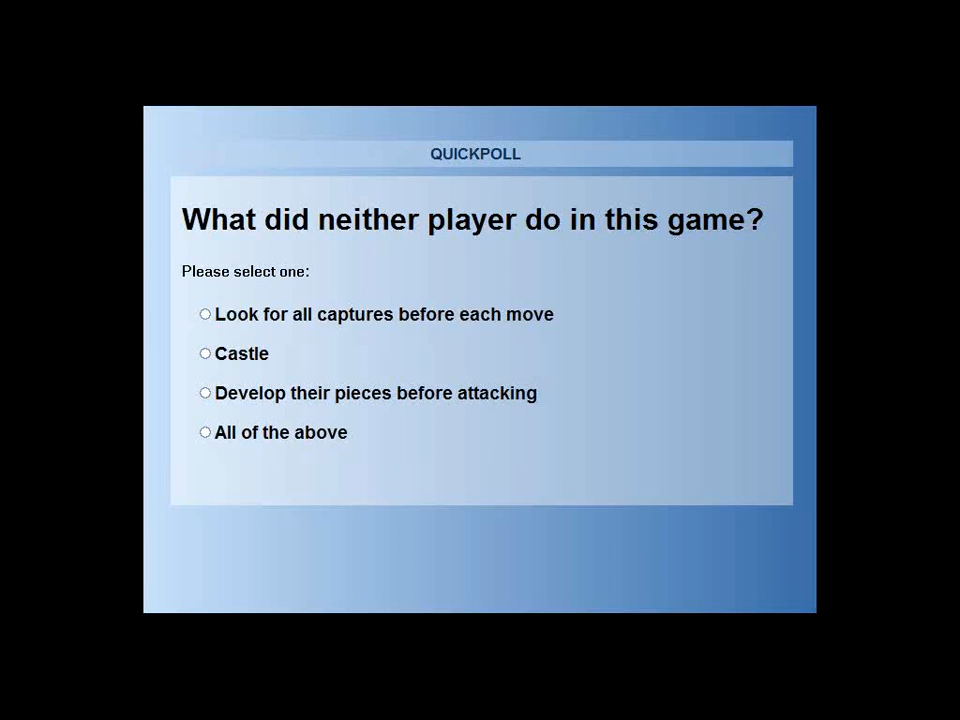 QUICKPOLL
What did neither player do in this game?
Please select one:
Look for all captures before each move
Castle
Develop their pieces before attacking
All of the above